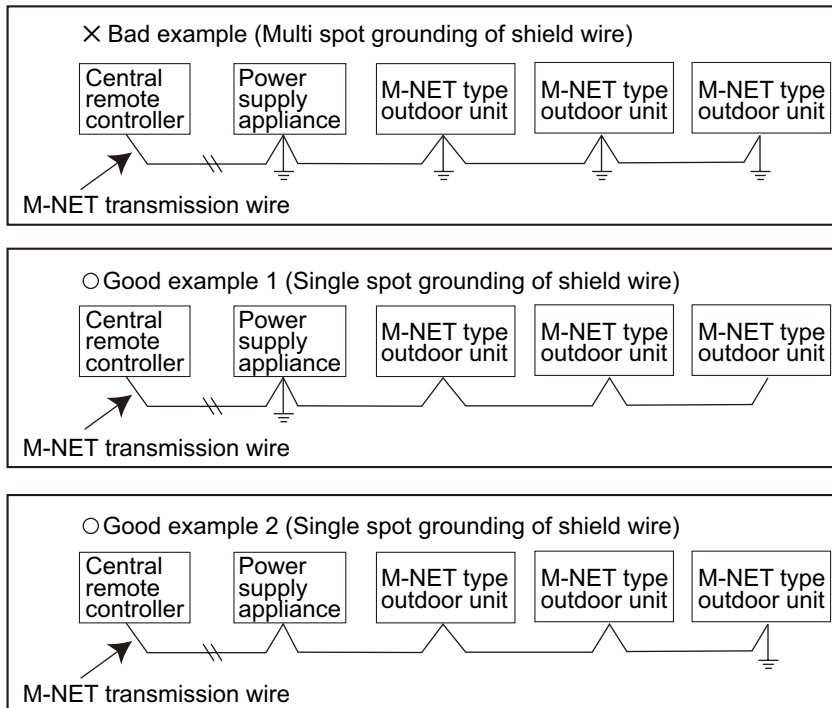 × Bad example (Multi spot grounding of shield wire)
Central remote controller
Power supply appliance
M-NET type outdoor unit
M-NET type outdoor unit
M-NET type outdoor unit
M-NET transmission wire
○ Good example 1 (Single spot grounding of shield wire)
Central remote controller
Power supply appliance
M-NET type outdoor unit
M-NET type outdoor unit
M-NET type outdoor unit
M-NET transmission wire
○ Good example 2 (Single spot grounding of shield wire)
Central remote controller
Power supply appliance
M-NET type outdoor unit
M-NET type outdoor unit
M-NET type outdoor unit
M-NET transmission wire